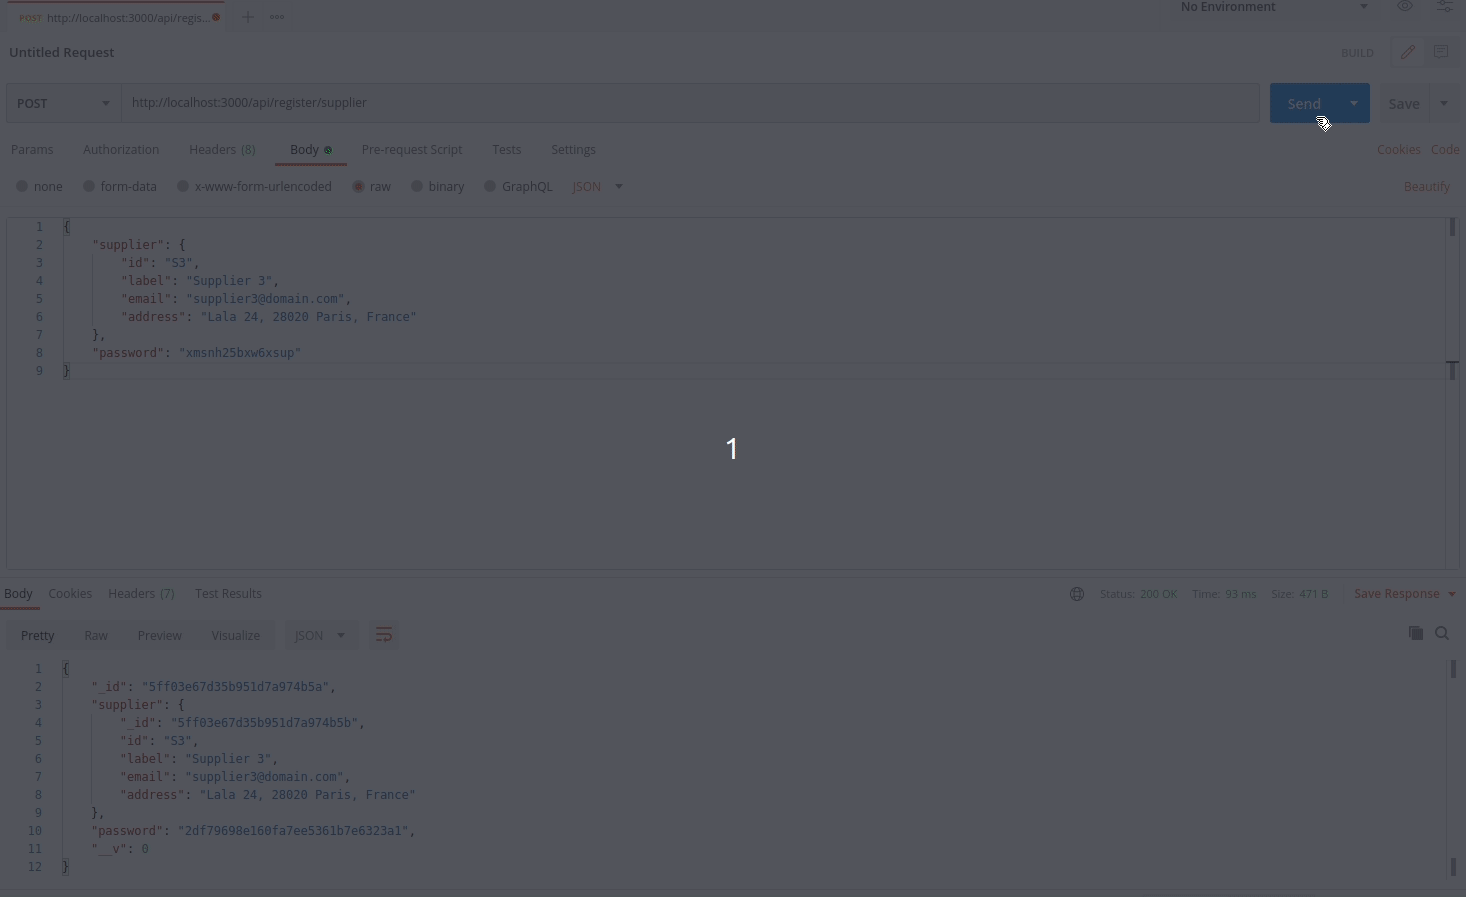 POST http://localhost:3000/api/regis...
No Environment
Untitled Request
BUILD
POST http://localhost:3000/api/register/supplier Send Save
Params Authorization Headers (8) Body Pre-request Script Tests Settings Cookies Code
none form-data x-www-form-urlencoded raw binary GraphQL JSON Beautify
1 {
2 "supplier": {
3 "id": "S3",
4 "label": "Supplier 3",
5 "email": "supplier3@domain.com",
6 "address": "Lala 24, 28020 Paris, France"
7 },
8 "password": "xmsnh25bxw6xsup"
9 }
1
Body Cookies Headers (7) Test Results Status: 200 OK Time: 93 ms Size: 471 B Save Response
Pretty Raw Preview Visualize JSON
1 {
2 "_id": "5ff03e67d35b951d7a974b5a",
3 "supplier": {
4 "_id": "5ff03e67d35b951d7a974b5b",
5 "id": "S3",
6 "label": "Supplier 3",
7 "email": "supplier3@domain.com",
8 "address": "Lala 24, 28020 Paris, France"
9 },
10 "password": "2df79698e160fa7ee5361b7e6323a1",
11 "__v": 0
12 }